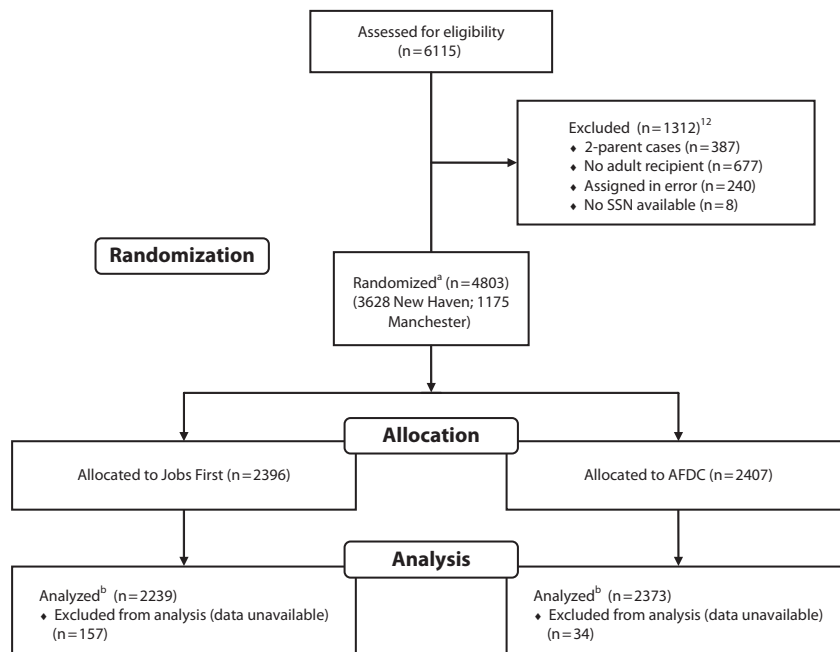 Assessed for eligibility
(n=6115)
Excluded (n=1312)12
♦ 2-parent cases (n=387)
♦ No adult recipient (n=677)
♦ Assigned in error (n=240)
♦ No SSN available (n=8)
Randomization
Randomizeda (n=4803)
(3628 New Haven; 1175
Manchester)
Allocation
Allocated to Jobs First (n=2396)
Allocated to AFDC (n=2407)
Analysis
Analyzedb (n=2239)
♦ Excluded from analysis (data unavailable)
(n=157)
Analyzedb (n=2373)
♦ Excluded from analysis (data unavailable)
(n=34)